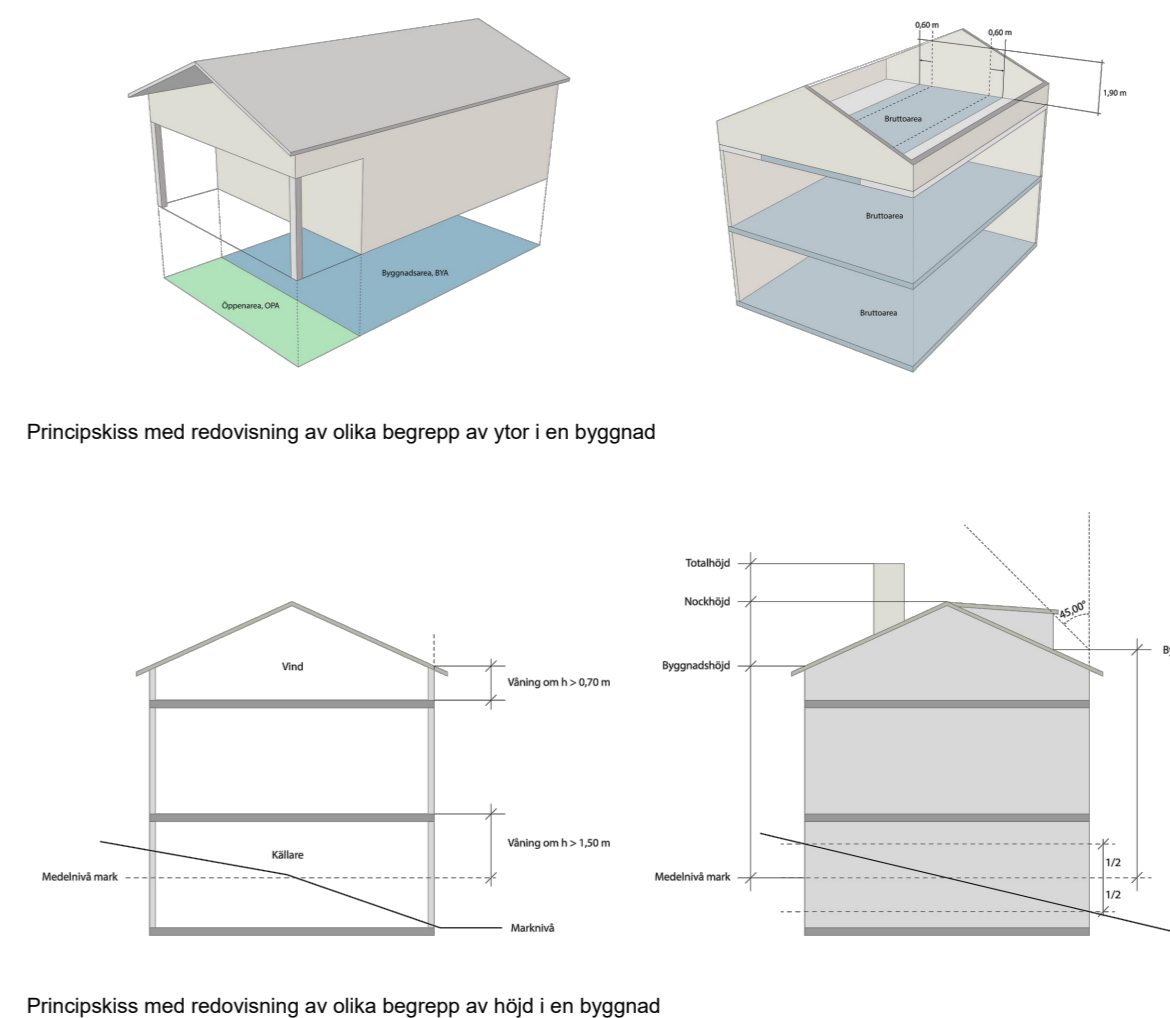 0,60 m
0,60 m
1,90 m
Bruttoarea
Bruttoarea
Bruttoarea
Byggnadsarea, BYA
Öppenarea, OPA
Principskiss med redovisning av olika begrepp av ytor i en byggnad
Totalhöjd
Nockhöjd
45,00°
Byggnadshöjd
By
Vind
Våning om h > 0,70 m
Våning om h > 1,50 m
Källare
1/2
Medelnivå mark
Medelnivå mark
1/2
Marknivå
Principskiss med redovisning av olika begrepp av höjd i en byggnad